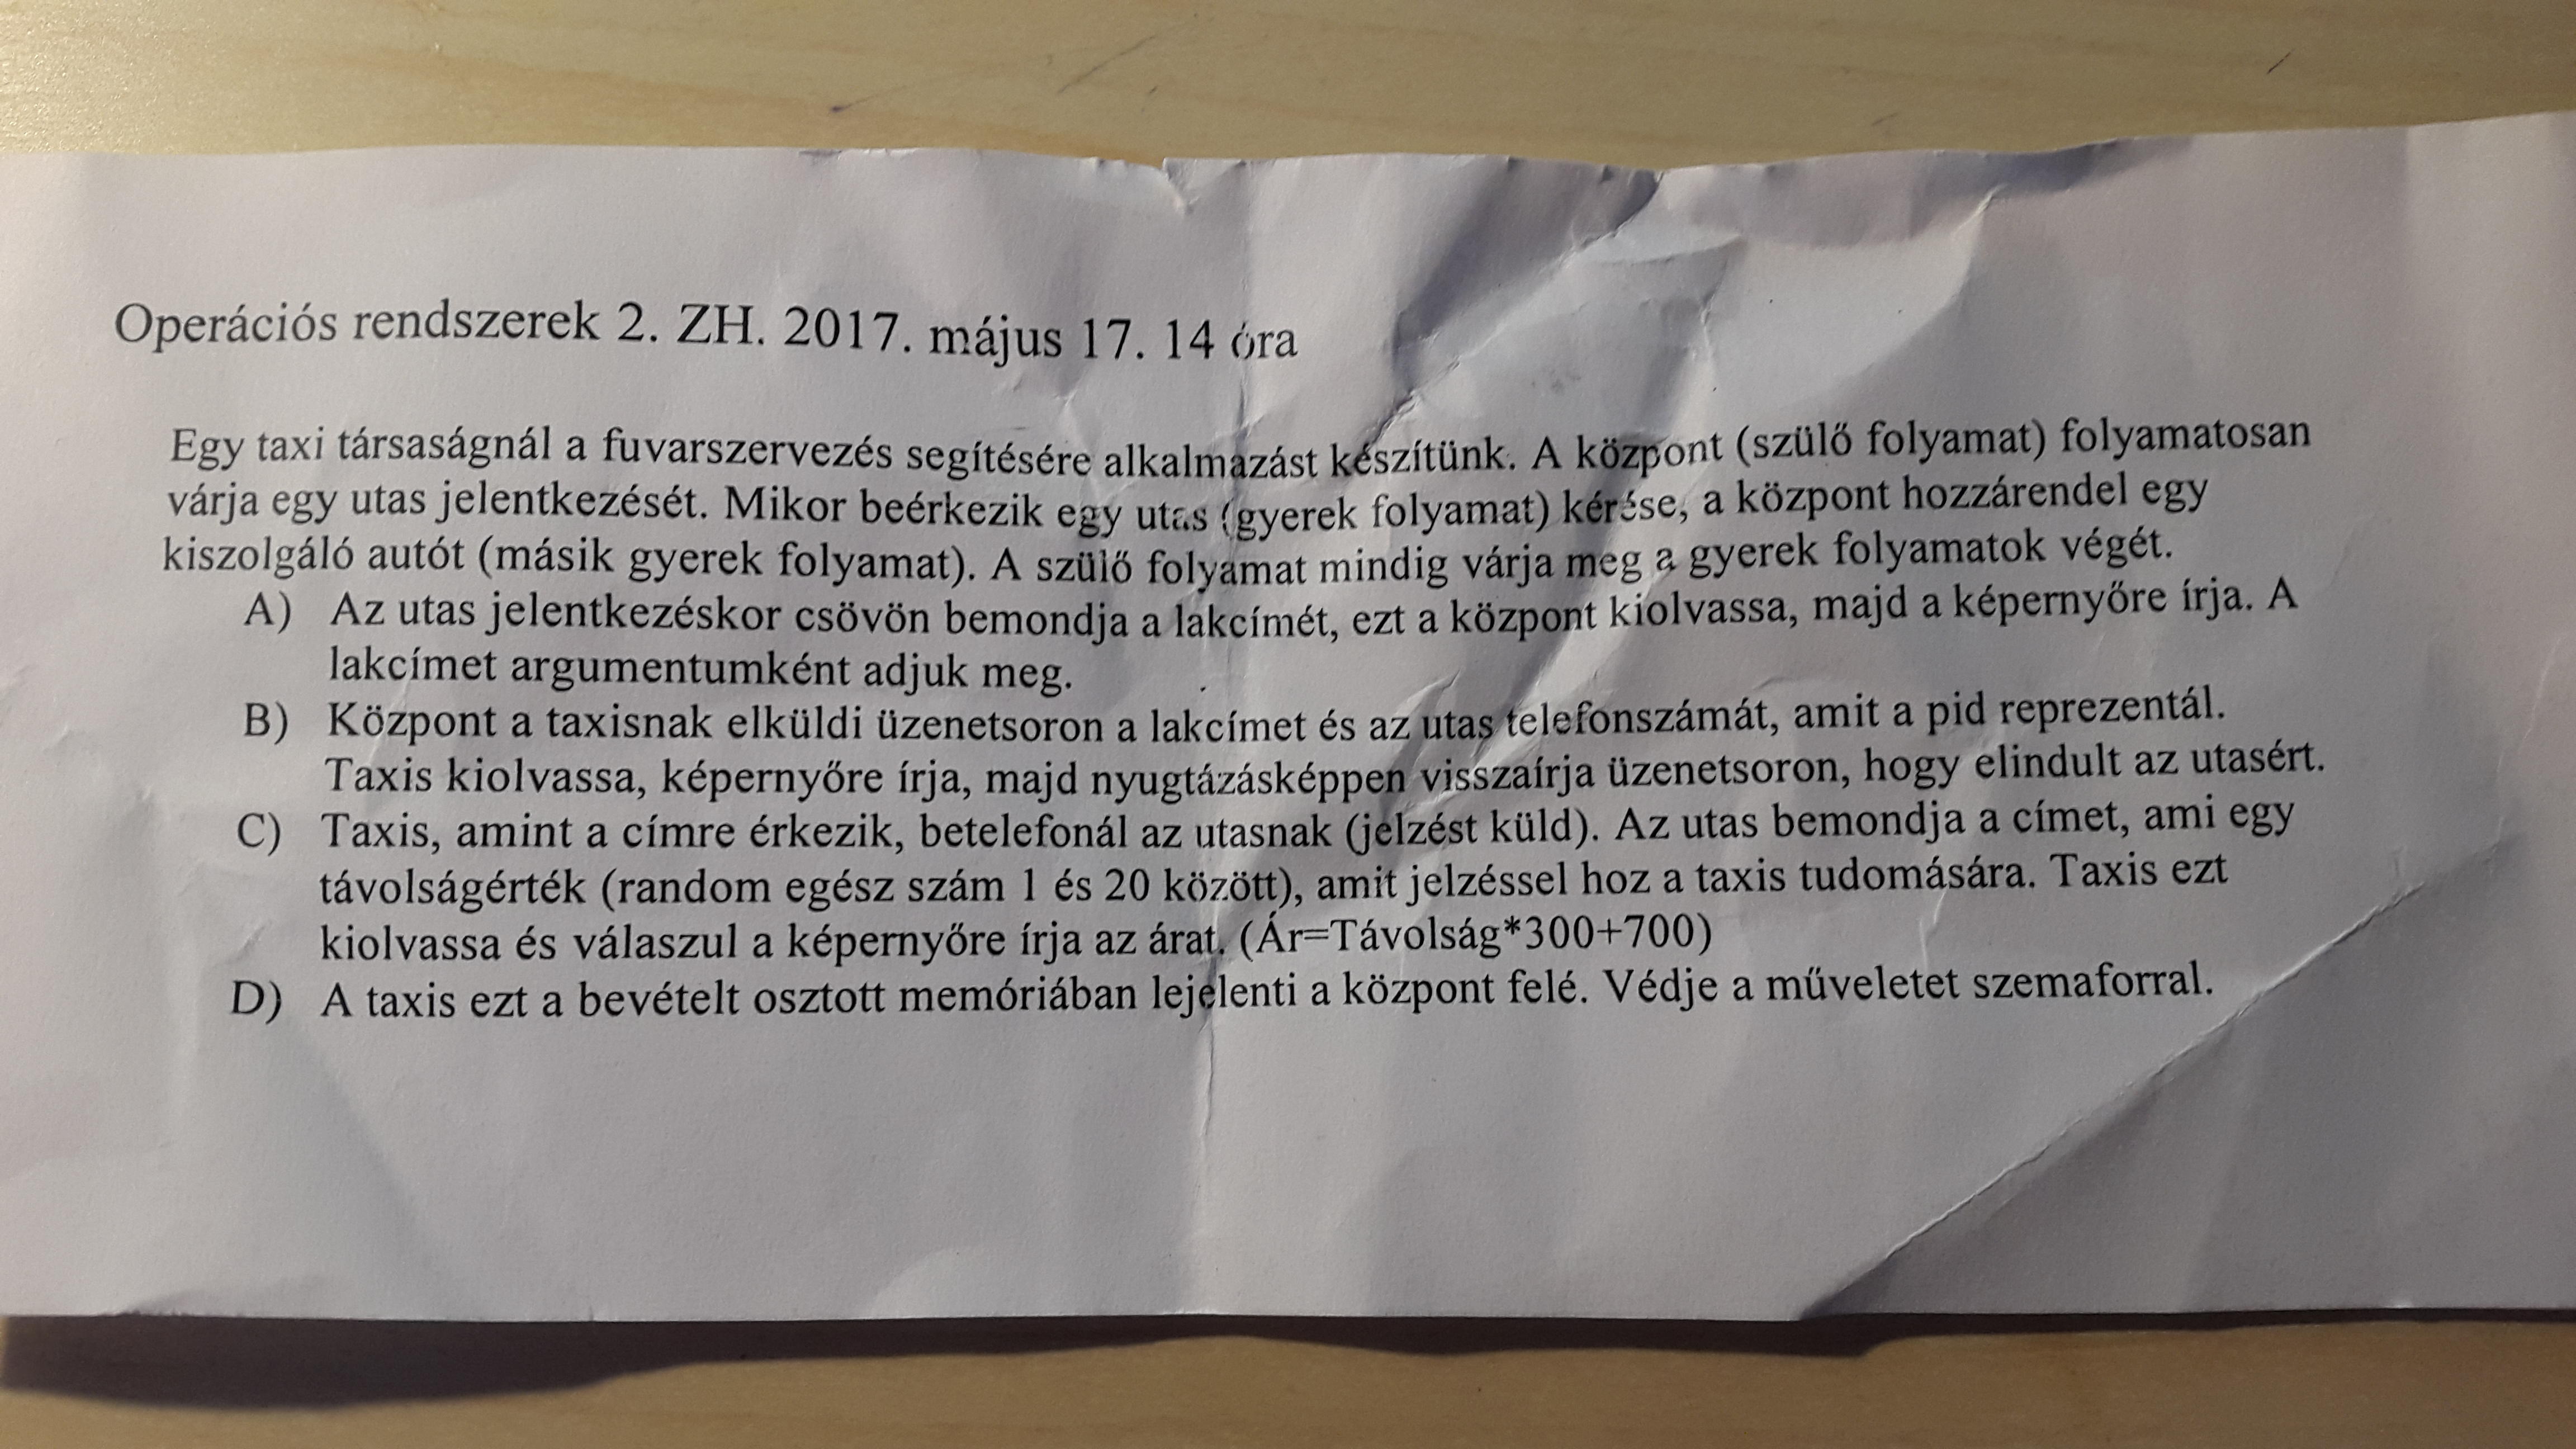 Operációs rendszerek 2. ZH. 2017. május 17. 14 óra
Egy taxi társaságnál a fuvarszervezés segítésére alkalmazást készítünk. A központ (szülő folyamat) folyamatosan
várja egy utas jelentkezését. Mikor beérkezik egy utas (gyerek folyamat) kérése, a központ hozzárendel egy
kiszolgáló autót (másik gyerek folyamat). A szülő folyamat mindig várja meg a gyerek folyamatok végét.
A) Az utas jelentkezéskor csövön bemondja a lakcímét, ezt a központ kiolvassa, majd a képernyőre írja. A
lakcímet argumentumként adjuk meg.
B) Központ a taxisnak elküldi üzenetsoron a lakcímet és az utas telefonszámát, amit a pid reprezentál.
Taxis kiolvassa, képernyőre írja, majd nyugtázásképpen visszaírja üzenetsoron, hogy elindult az utasért.
C) Taxis, amint a címre érkezik, betelefonál az utasnak (jelzést küld). Az utas bemondja a címet, ami egy
távolságérték (random egész szám 1 és 20 között), amit jelzéssel hoz a taxis tudomására. Taxis ezt
kiolvassa és válaszul a képernyőre írja az árat. (Ár=Távolság*300+700)
D) A taxis ezt a bevételt osztott memóriában lejelenti a központ felé. Védje a műveletet szemaforral.